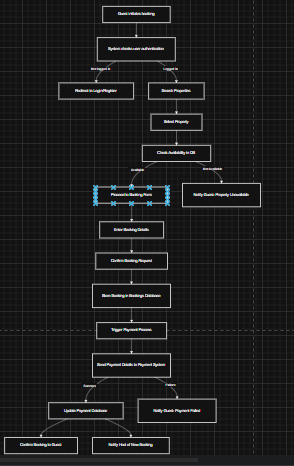 Guest initiates booking
System checks user authentication
Not logged in
Logged in
Redirect to Login/Register
Search Properties
Select Property
Check Availability in DB
Available
Not Available
Proceed to Booking Form
Notify Guest: Property Unavailable
Enter Booking Details
Confirm Booking Request
Store Booking in Bookings Database
Trigger Payment Process
Send Payment Details to Payment System
Success
Failure
Update Payment Database
Notify Guest: Payment Failed
Confirm Booking to Guest
Notify Host of New Booking